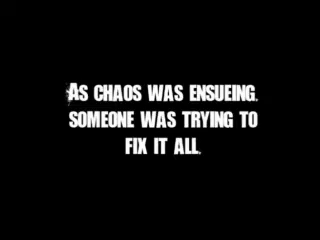 AS CHAOS WAS ENSUEING,
SOMEONE WAS TRYING TO
FIX IT ALL.